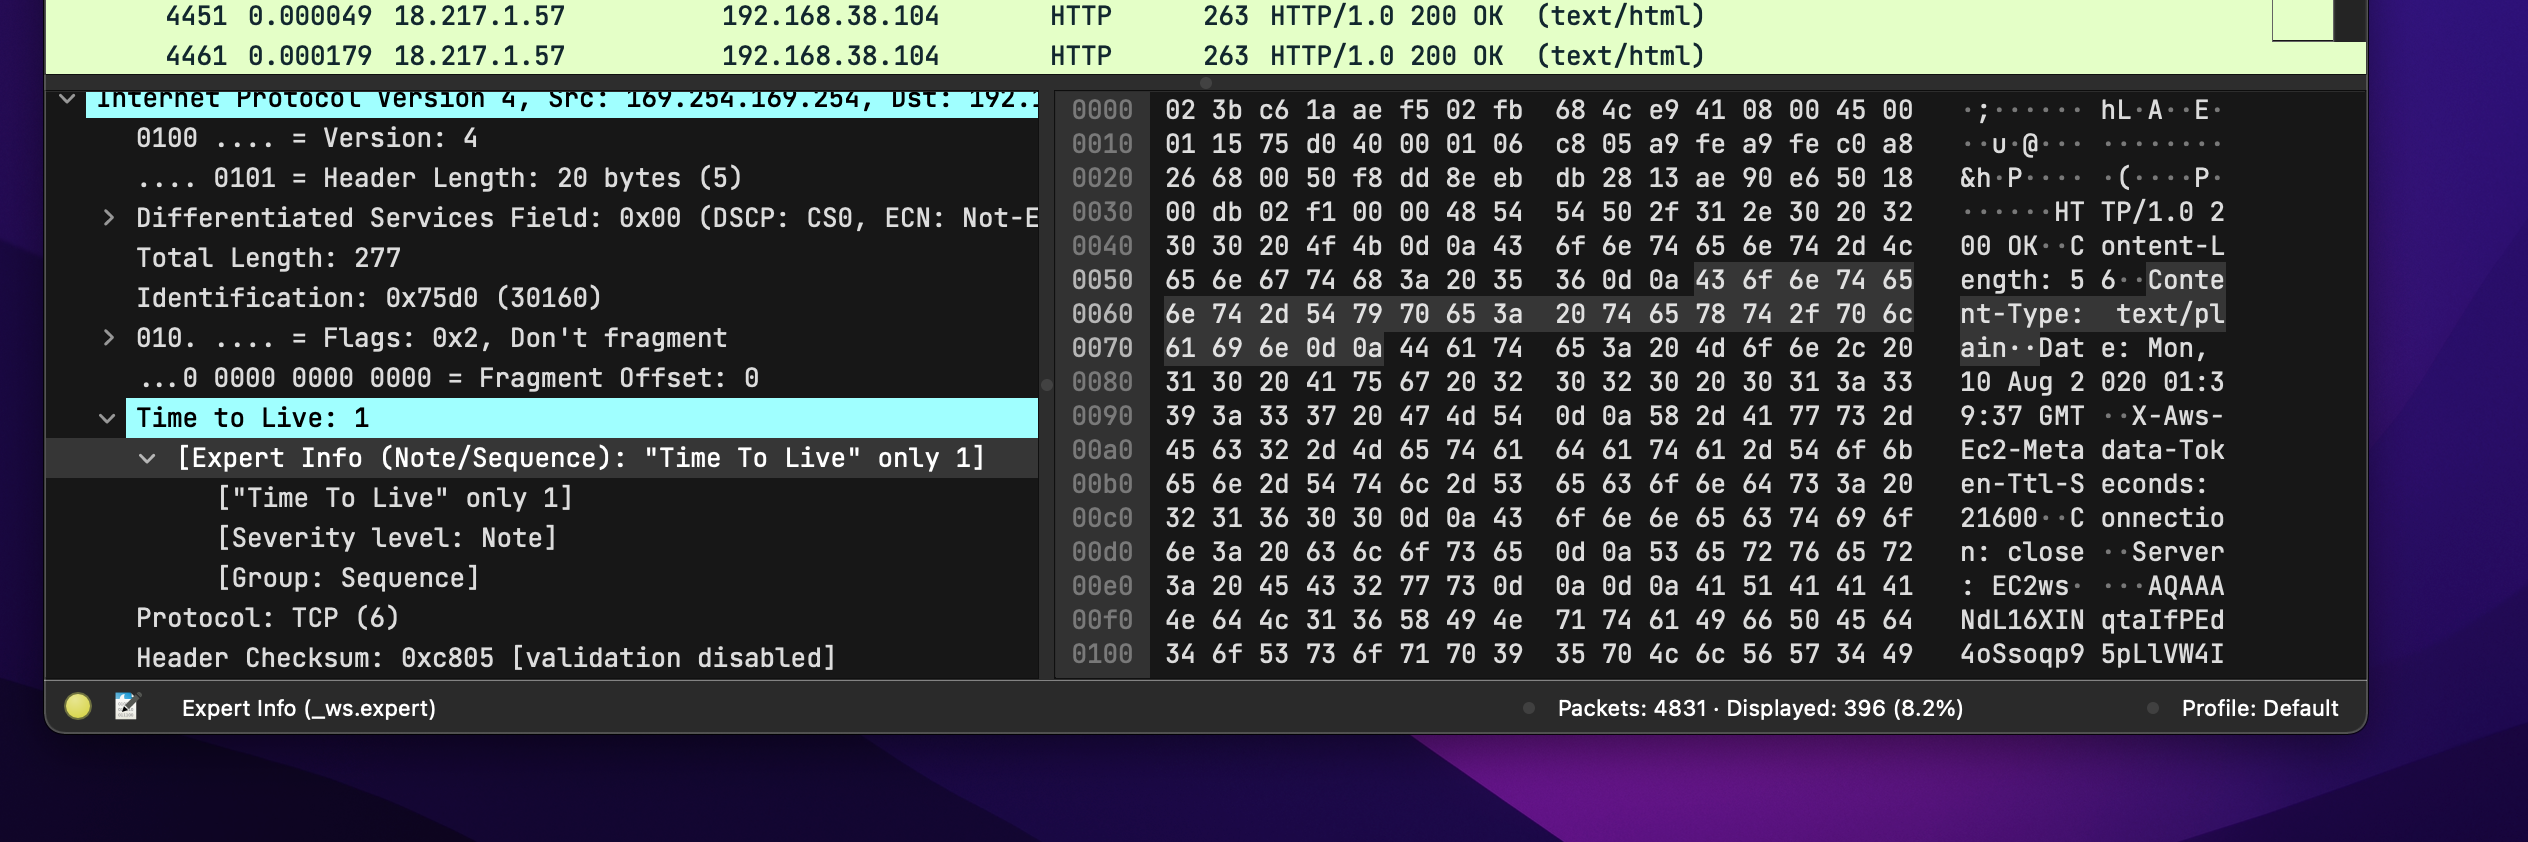 4451 0.000049 18.217.1.57 192.168.38.104 HTTP 263 HTTP/1.0 200 OK (text/html)
4461 0.000179 18.217.1.57 192.168.38.104 HTTP 263 HTTP/1.0 200 OK (text/html)
Internet Protocol Version 4, Src: 169.254.169.254, Dst: 192.1
0100 .... = Version: 4
.... 0101 = Header Length: 20 bytes (5)
Differentiated Services Field: 0x00 (DSCP: CS0, ECN: Not-E
Total Length: 277
Identification: 0x75d0 (30160)
010. .... = Flags: 0x2, Don't fragment
...0 0000 0000 0000 = Fragment Offset: 0
Time to Live: 1
[Expert Info (Note/Sequence): "Time To Live" only 1]
["Time To Live" only 1]
[Severity level: Note]
[Group: Sequence]
Protocol: TCP (6)
Header Checksum: 0xc805 [validation disabled]
0000 02 3b c6 1a ae f5 02 fb 68 4c e9 41 08 00 45 00 ·;······ hL·A··E·
0010 01 15 75 d0 40 00 01 06 c8 05 a9 fe a9 fe c0 a8 ··u·@··· ········
0020 26 68 00 50 f8 dd 8e eb db 28 13 ae 90 e6 50 18 &h·P···· ·(····P·
0030 00 db 02 f1 00 00 48 54 54 50 2f 31 2e 30 20 32 ······HT TP/1.0 2
0040 30 30 20 4f 4b 0d 0a 43 6f 6e 74 65 6e 74 2d 4c 00 OK··C ontent-L
0050 65 6e 67 74 68 3a 20 35 36 0d 0a 43 6f 6e 74 65 ength: 5 6··Conte
0060 6e 74 2d 54 79 70 65 3a 20 74 65 78 74 2f 70 6c nt-Type: text/pl
0070 61 69 6e 0d 0a 44 61 74 65 3a 20 4d 6f 6e 2c 20 ain··Dat e: Mon,
0080 31 30 20 41 75 67 20 32 30 32 30 20 30 31 3a 33 10 Aug 2 020 01:3
0090 39 3a 33 37 20 47 4d 54 0d 0a 58 2d 41 77 73 2d 9:37 GMT ··X-Aws-
00a0 45 63 32 2d 4d 65 74 61 64 61 74 61 2d 54 6f 6b Ec2-Meta data-Tok
00b0 65 6e 2d 54 74 6c 2d 53 65 63 6f 6e 64 73 3a 20 en-Ttl-S econds:
00c0 32 31 36 30 30 0d 0a 43 6f 6e 6e 65 63 74 69 6f 21600··C onnectio
00d0 6e 3a 20 63 6c 6f 73 65 0d 0a 53 65 72 76 65 72 n: close ··Server
00e0 3a 20 45 43 32 77 73 0d 0a 0d 0a 41 51 41 41 41 : EC2ws· ···AQAAA
00f0 4e 64 4c 31 36 58 49 4e 71 74 61 49 66 50 45 64 NdL16XIN qtaIfPEd
0100 34 6f 53 73 6f 71 70 39 35 70 4c 6c 56 57 34 49 4oSsoqp9 5pLlVW4I
Expert Info (_ws.expert) Packets: 4831 · Displayed: 396 (8.2%) Profile: Default